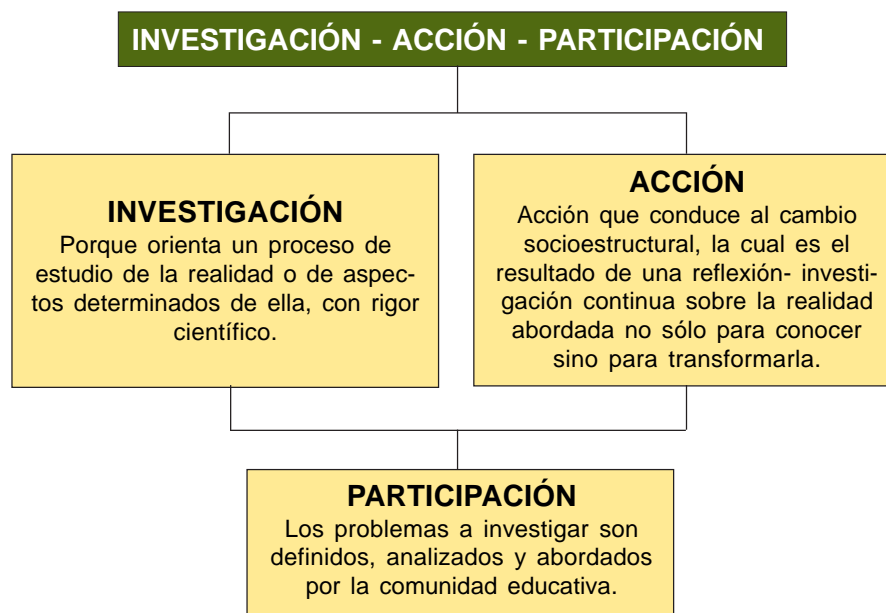 INVESTIGACIÓN - ACCIÓN - PARTICIPACIÓN
INVESTIGACIÓN
Porque orienta un proceso de
estudio de la realidad o de aspec-
tos determinados de ella, con rigor
científico.
ACCIÓN
Acción que conduce al cambio
socioestructural, la cual es el
resultado de una reflexión- investi-
gación continua sobre la realidad
abordada no sólo para conocer
sino para transformarla.
PARTICIPACIÓN
Los problemas a investigar son
definidos, analizados y abordados
por la comunidad educativa.